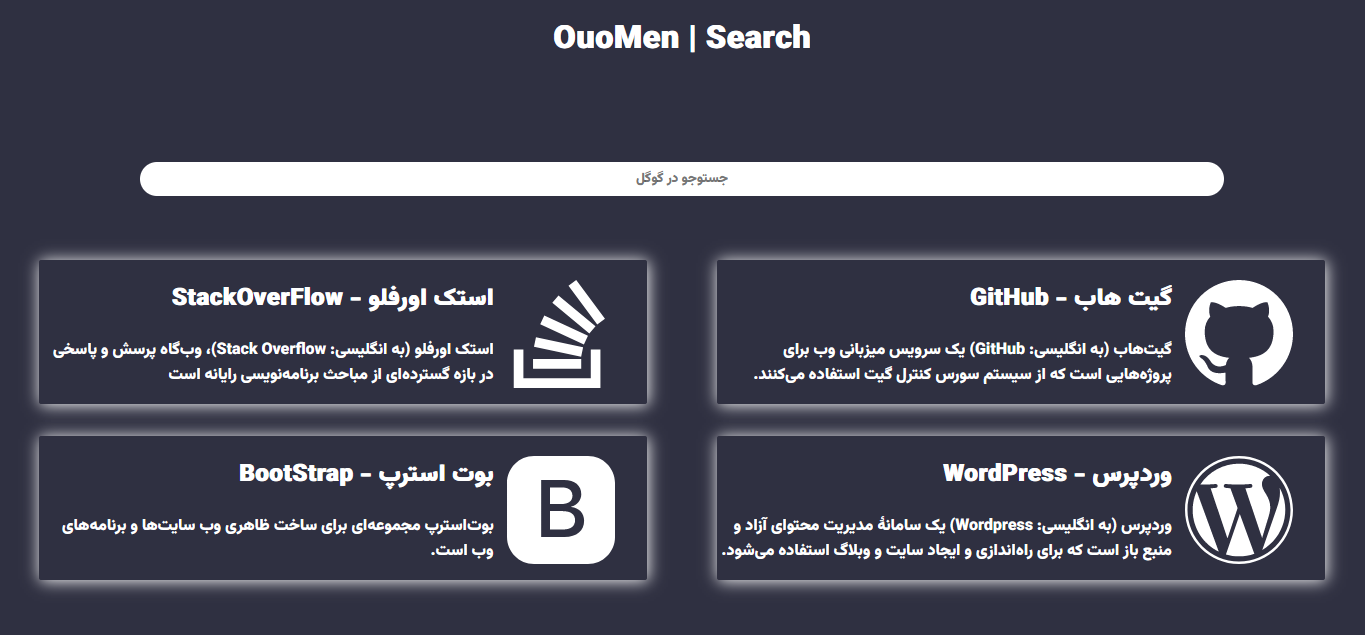 OuoMen | Search
جستوجو در گوگل
گیت هاب - GitHub
گیت‌هاب (به انگلیسی: GitHub) یک سرویس میزبانی وب برای
پروژه‌هایی است که از سیستم سورس کنترل گیت استفاده می‌کنند.
استک اورفلو - StackOverFlow
استک اورفلو (به انگلیسی: Stack Overflow)، وب‌گاه پرسش و پاسخی
در بازه گسترده‌ای از مباحث برنامه‌نویسی رایانه است
وردپرس - WordPress
وردپرس (به انگلیسی: Wordpress) یک سامانهٔ مدیریت محتوای آزاد و
منبع باز است که برای راه‌اندازی و ایجاد سایت و وبلاگ استفاده می‌شود.
بوت استرپ - BootStrap
بوت‌استرپ مجموعه‌ای برای ساخت ظاهری وب سایت‌ها و برنامه‌های
وب است.